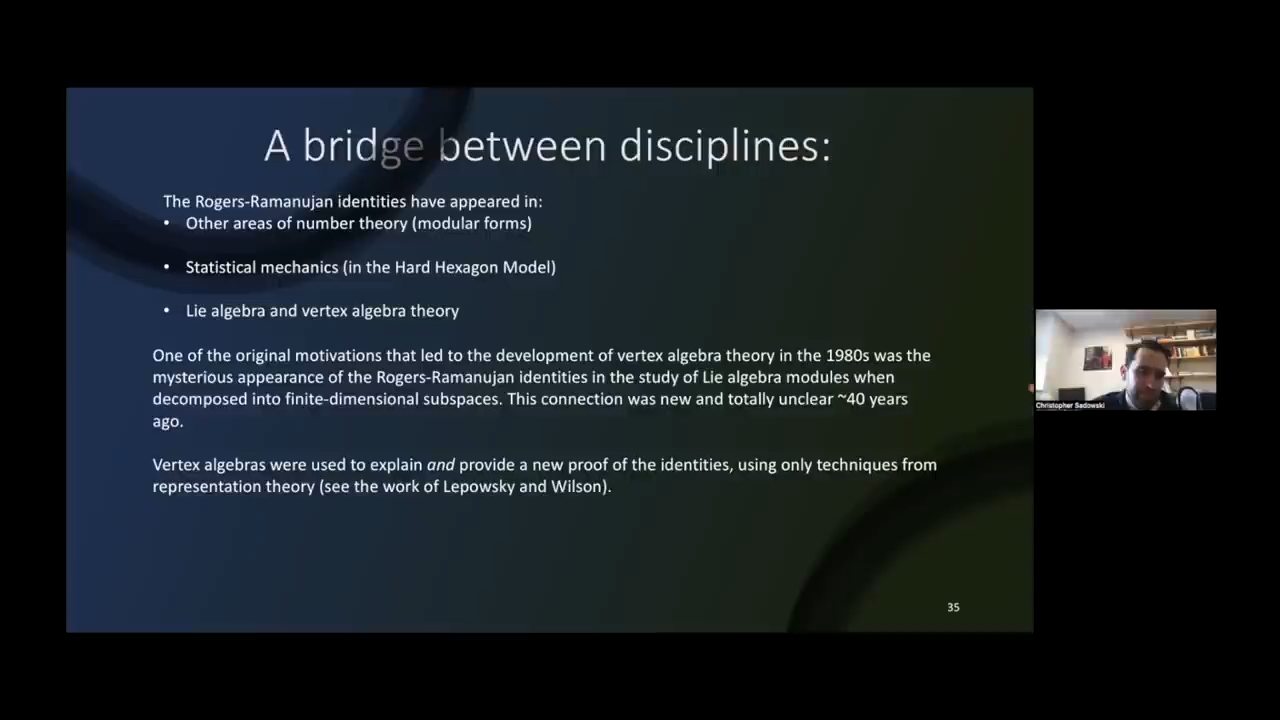 A bridge between disciplines:
The Rogers-Ramanujan identities have appeared in:
• Other areas of number theory (modular forms)
• Statistical mechanics (in the Hard Hexagon Model)
• Lie algebra and vertex algebra theory
One of the original motivations that led to the development of vertex algebra theory in the 1980s was the
mysterious appearance of the Rogers-Ramanujan identities in the study of Lie algebra modules when
decomposed into finite-dimensional subspaces. This connection was new and totally unclear ~40 years
ago.
Vertex algebras were used to explain and provide a new proof of the identities, using only techniques from
representation theory (see the work of Lepowsky and Wilson).
35
Christopher Sadowski